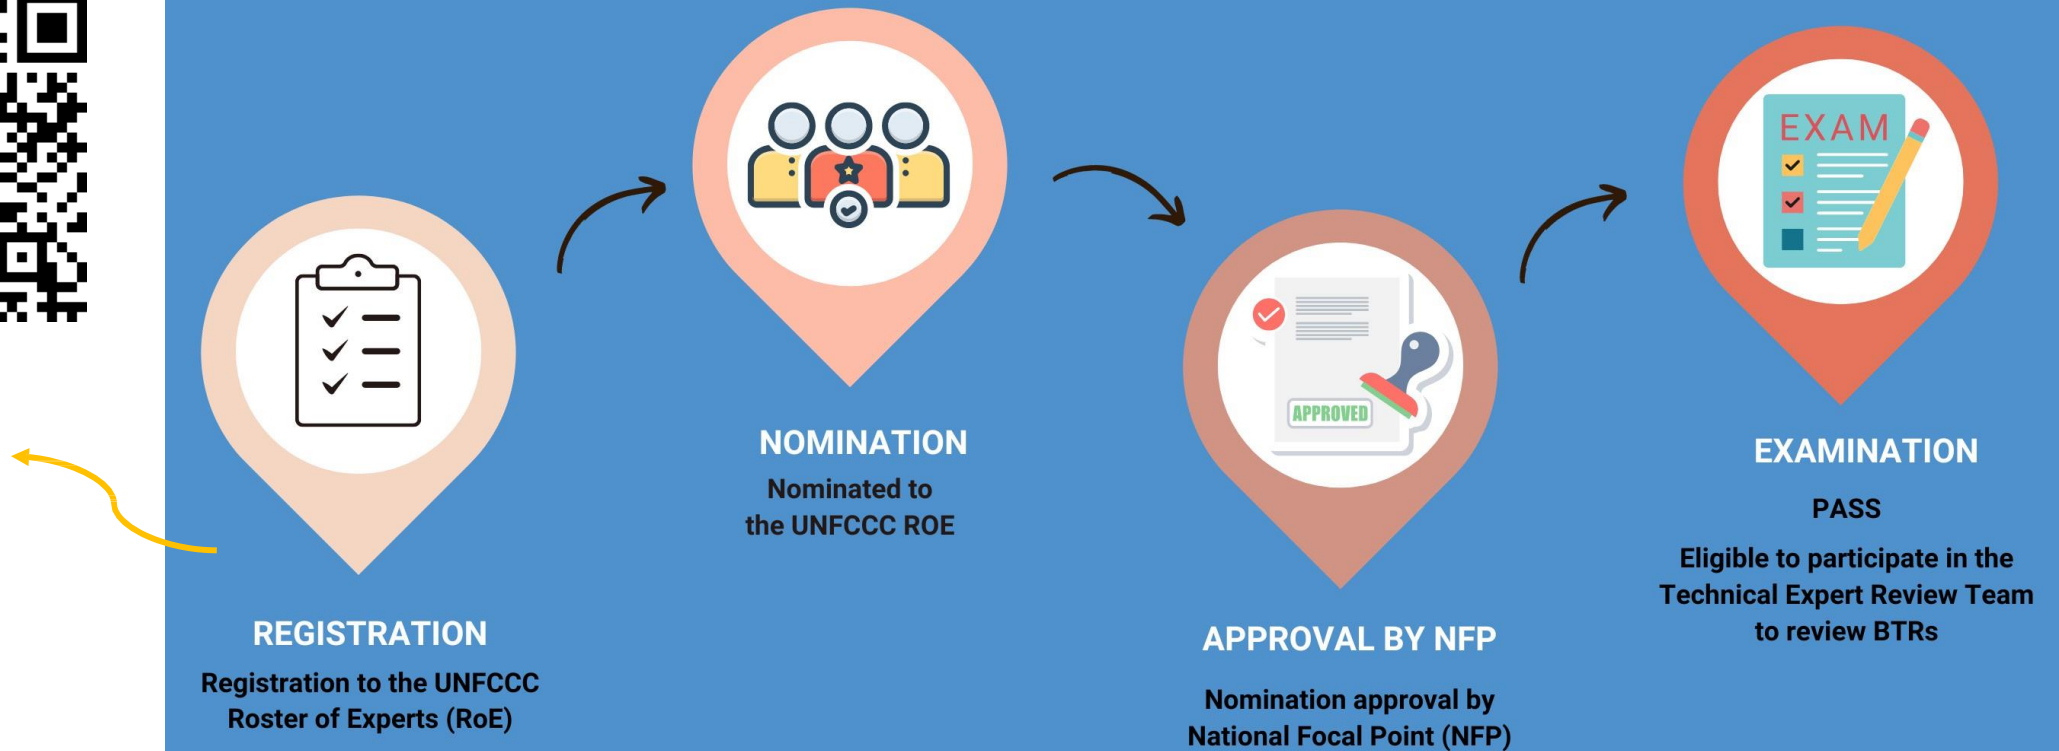 REGISTRATION
Registration to the UNFCCC
Roster of Experts (RoE)
NOMINATION
Nominated to
the UNFCCC ROE
APPROVED
APPROVAL BY NFP
Nomination approval by
National Focal Point (NFP)
EXAM
EXAMINATION
PASS
Eligible to participate in the
Technical Expert Review Team
to review BTRs